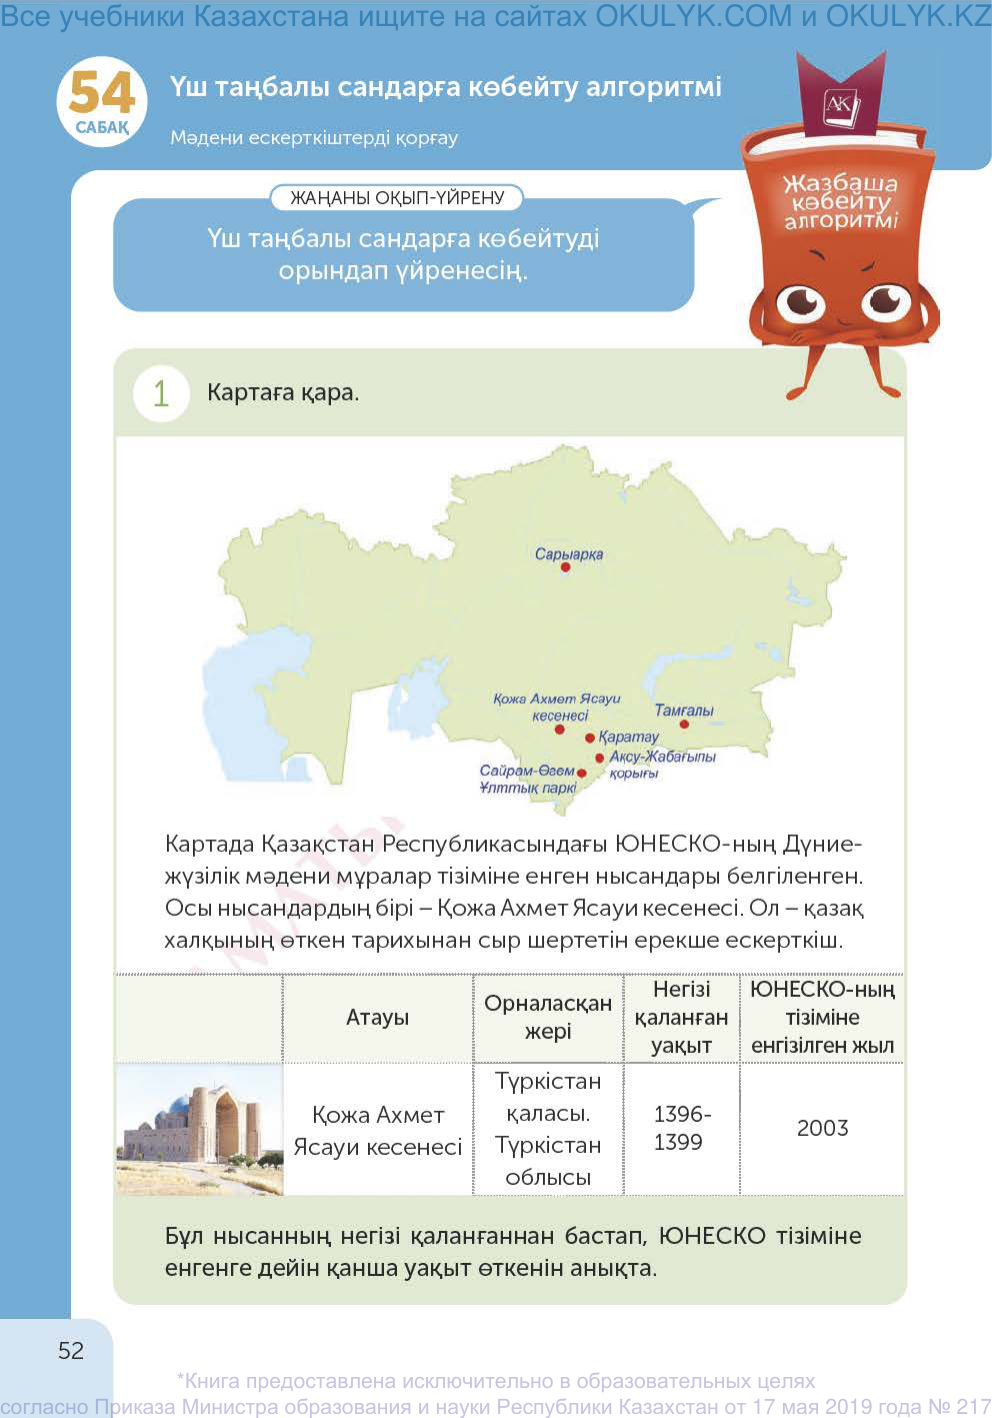 Все учебники Казахстана ищите на сайтах OKULYK.COM и OKULYK.KZ
54
САБАҚ
Үш таңбалы сандарға көбейту алгоритмі
Мәдени ескерткіштерді қорғау
АК
Жазбаша
көбейту
алгоритмі
ЖАҢАНЫ ОҚЫП-ҮЙРЕНУ
Үш таңбалы сандарға көбейтуді
орындап үйренесің.
1
Картаға қара.
Сарыарқа
Қожа Ахмет Ясауи
кесенесі
Тамғалы
Қаратау
Ақсу-Жабағылы
қорығы
Сайрам-Өгем
Ұлттық паркі
Картада Қазақстан Республикасындағы ЮНЕСКО-ның Дүние-
жүзілік мәдени мұралар тізіміне енген нысандары белгіленген.
Осы нысандардың бірі – Қожа Ахмет Ясауи кесенесі. Ол – қазақ
халқының өткен тарихынан сыр шертетін ерекше ескерткіш.
Атауы
Орналасқан
жері
Негізі
қаланған
уақыт
ЮНЕСКО-ның
тізіміне
енгізілген жыл
Қожа Ахмет
Ясауи кесенесі
Түркістан
қаласы.
Түркістан
облысы
1396-
1399
2003
Бұл нысанның негізі қаланғаннан бастап, ЮНЕСКО тізіміне
енгенге дейін қанша уақыт өткенін анықта.
52
*Книга предоставлена исключительно в образовательных целях
согласно Приказа Министра образования и науки Республики Казахстан от 17 мая 2019 года № 217